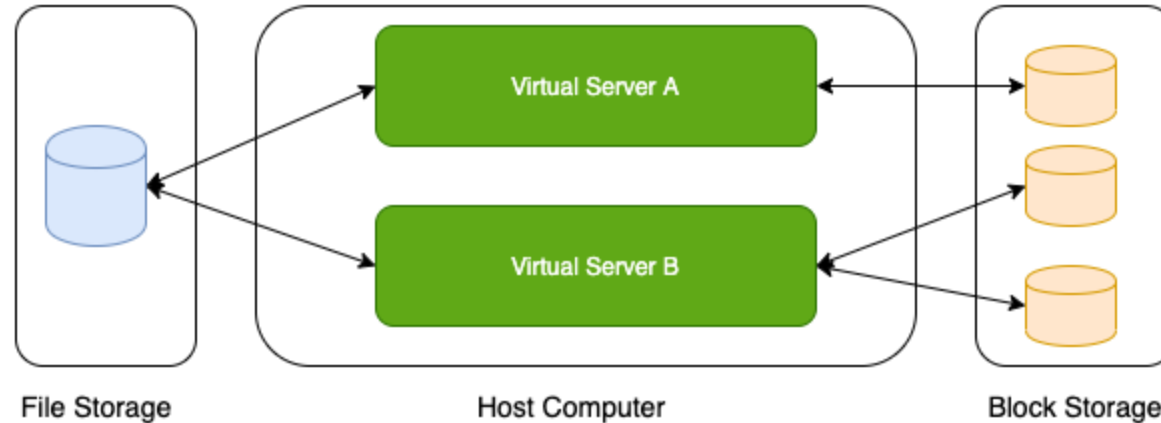 Virtual Server A
Virtual Server B
File Storage
Host Computer
Block Storage